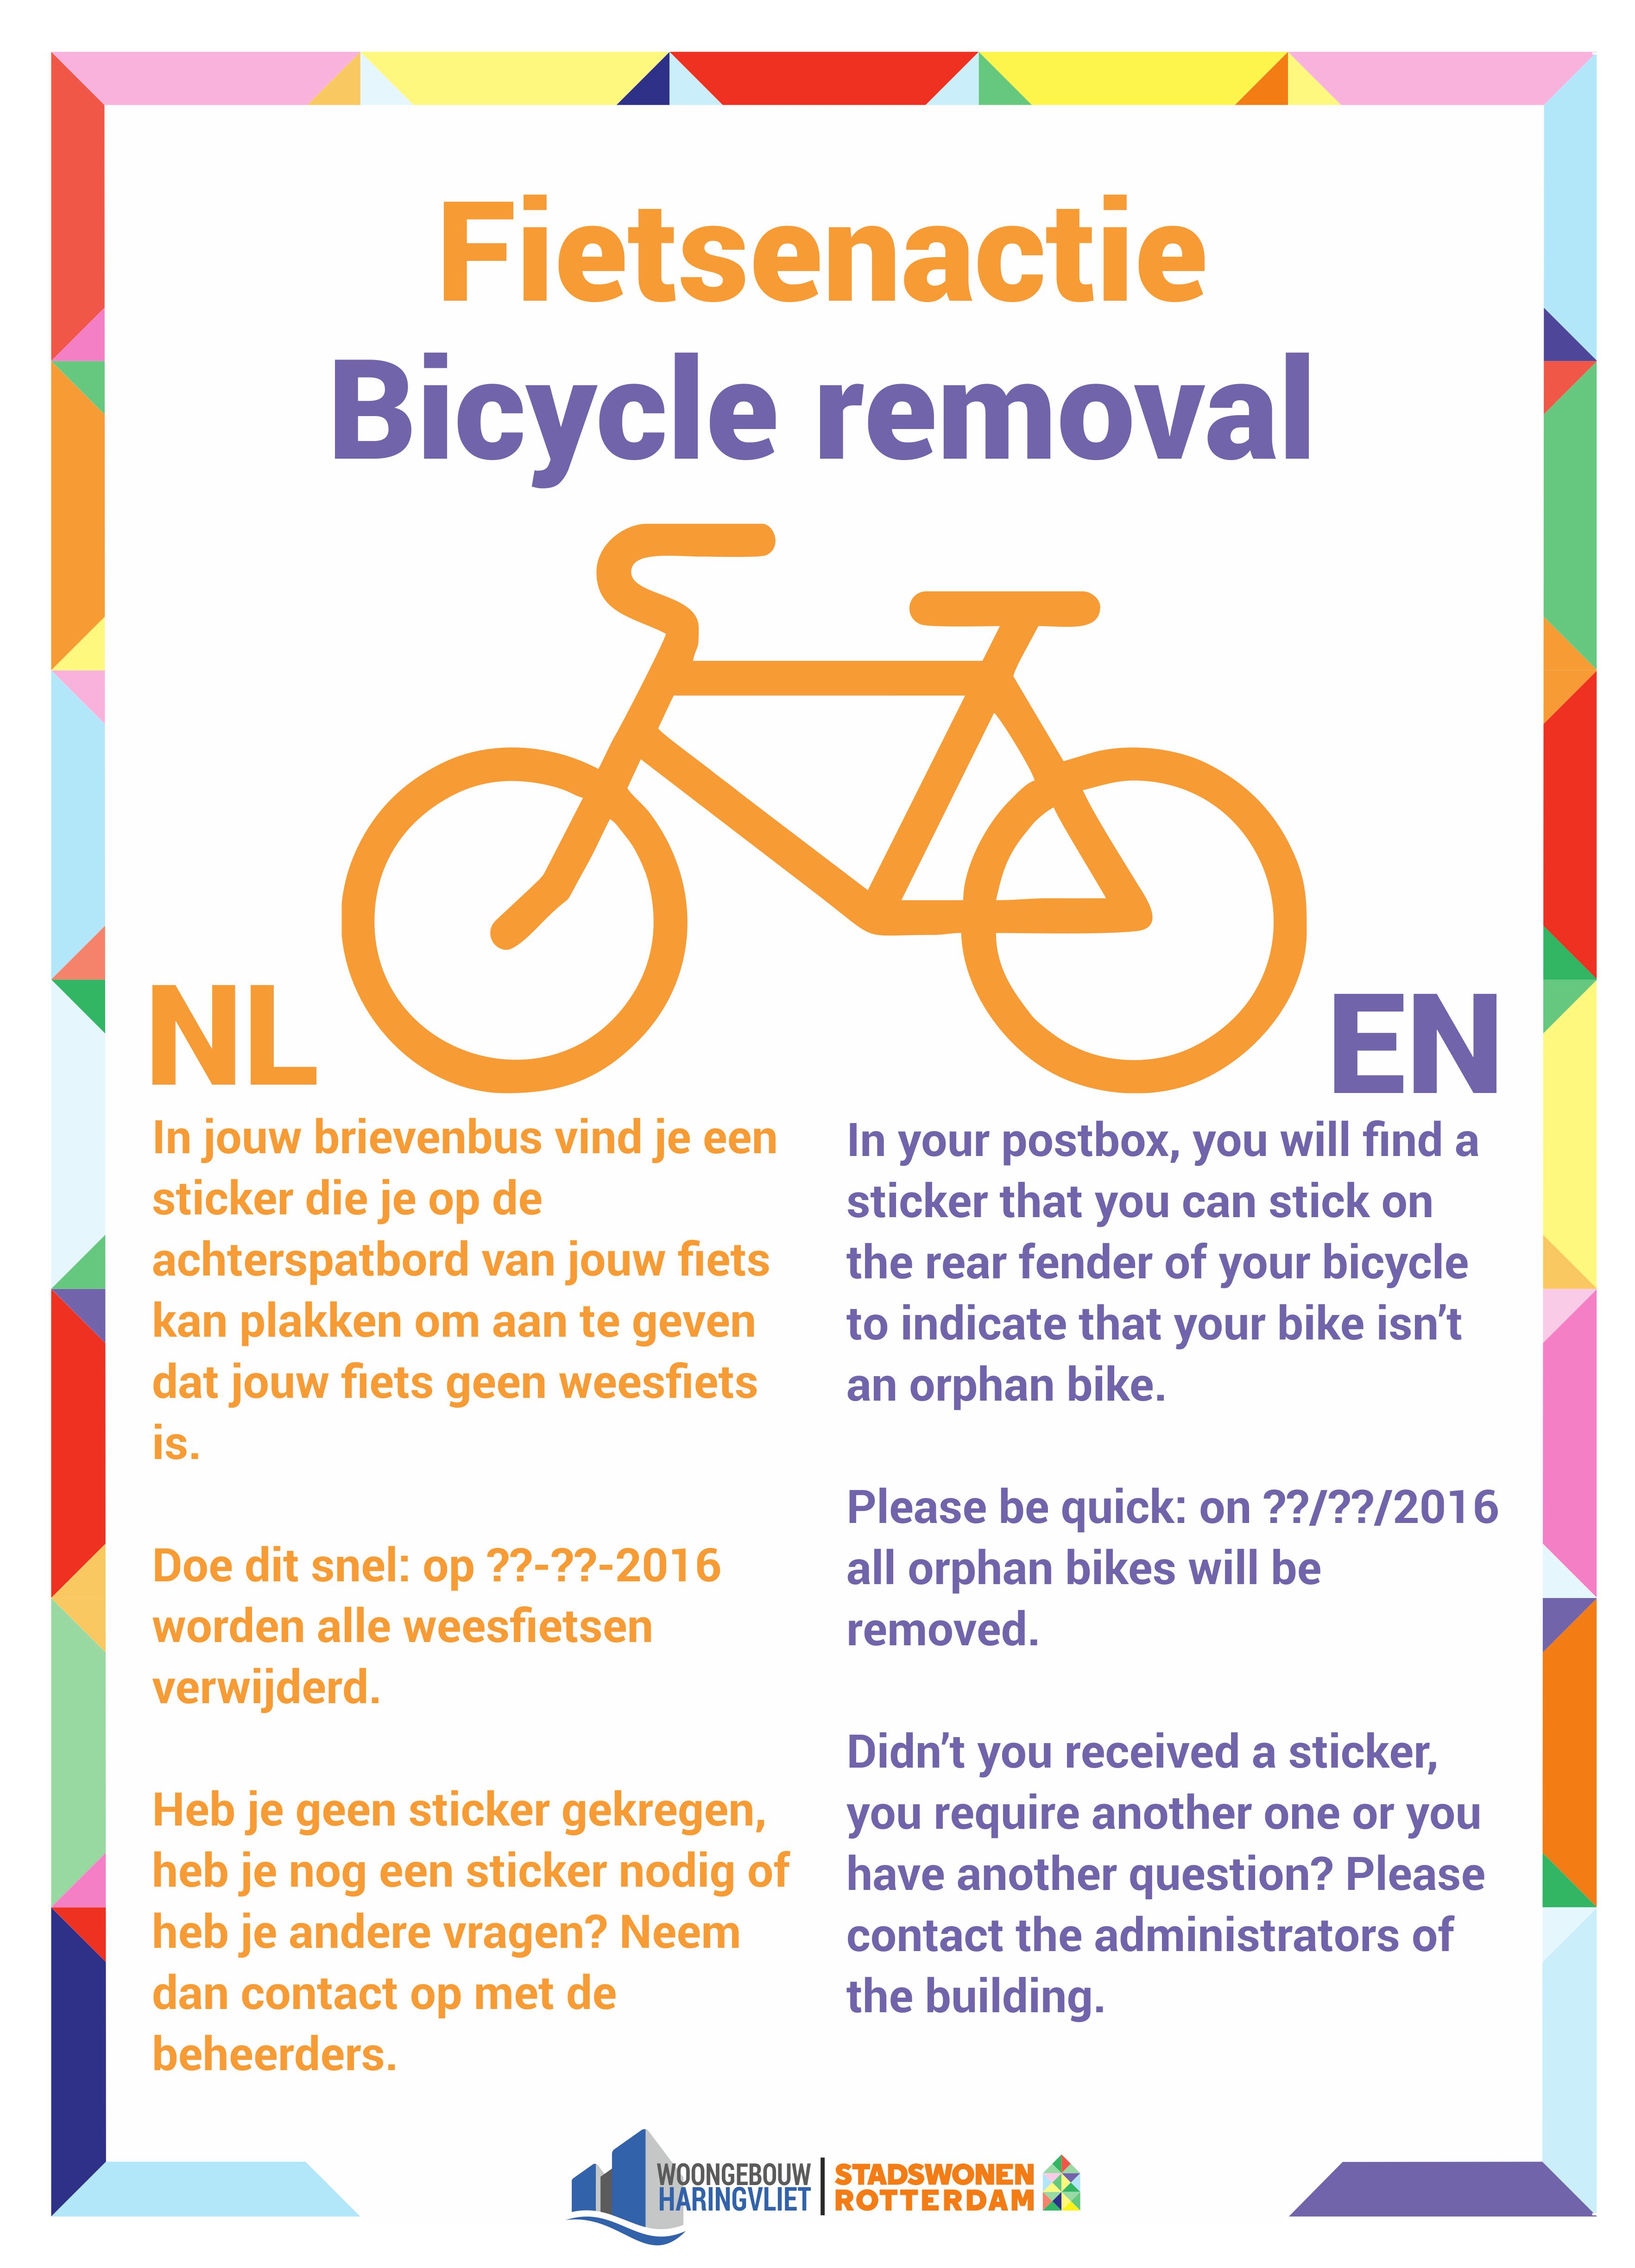 Fietsenactie
Bicycle removal
NL
In jouw brievenbus vind je een
sticker die je op de
achterspatbord van jouw fiets
kan plakken om aan te geven
dat jouw fiets geen weesfiets
is.
Doe dit snel: op ??-??-2016
worden alle weesfietsen
verwijderd.
Heb je geen sticker gekregen,
heb je nog een sticker nodig of
heb je andere vragen? Neem
dan contact op met de
beheerders.
EN
In your postbox, you will find a
sticker that you can stick on
the rear fender of your bicycle
to indicate that your bike isn’t
an orphan bike.
Please be quick: on ??/??/2016
all orphan bikes will be
removed.
Didn’t you received a sticker,
you require another one or you
have another question? Please
contact the administrators of
the building.
WOONGEBOUW
HARINGVLIET
STADSWONEN
ROTTERDAM